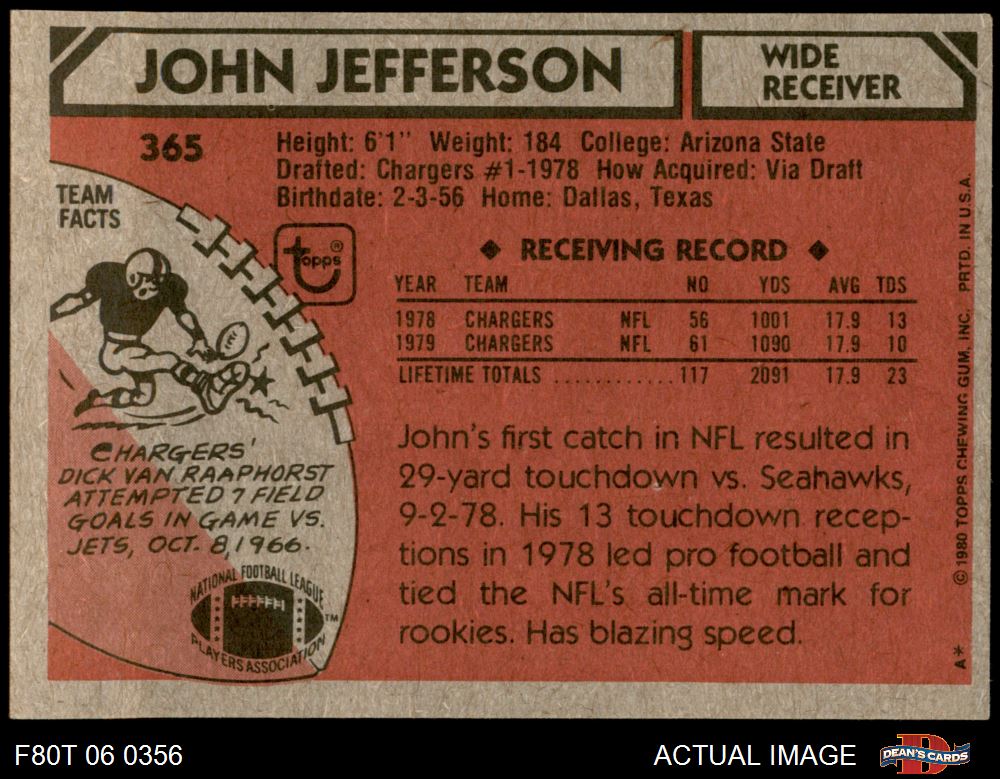 JOHN JEFFERSON
WIDE
RECEIVER
365
Height: 6'1" Weight: 184 College: Arizona State
Drafted: Chargers #1-1978 How Acquired: Via Draft
Birthdate: 2-3-56 Home: Dallas, Texas
TEAM
FACTS
topps®
◆ RECEIVING RECORD ◆
YEAR TEAM NO YDS AVG TDS
1978 CHARGERS NFL 56 1001 17.9 13
1979 CHARGERS NFL 61 1090 17.9 10
LIFETIME TOTALS ............117 2091 17.9 23
CHARGERS'
DICK VAN RAAPHORST
ATTEMPTED 7 FIELD
GOALS IN GAME VS.
JETS, OCT. 8, 1966.
NATIONAL FOOTBALL LEAGUE
PLAYERS ASSOCIATION
TM
John's first catch in NFL resulted in
29-yard touchdown vs. Seahawks,
9-2-78. His 13 touchdown recep-
tions in 1978 led pro football and
tied the NFL's all-time mark for
rookies. Has blazing speed.
© 1980 TOPPS CHEWING GUM, INC. PRTD. IN U.S.A.
A*
F80T 06 0356
ACTUAL IMAGE
D
DEAN'S CARDS